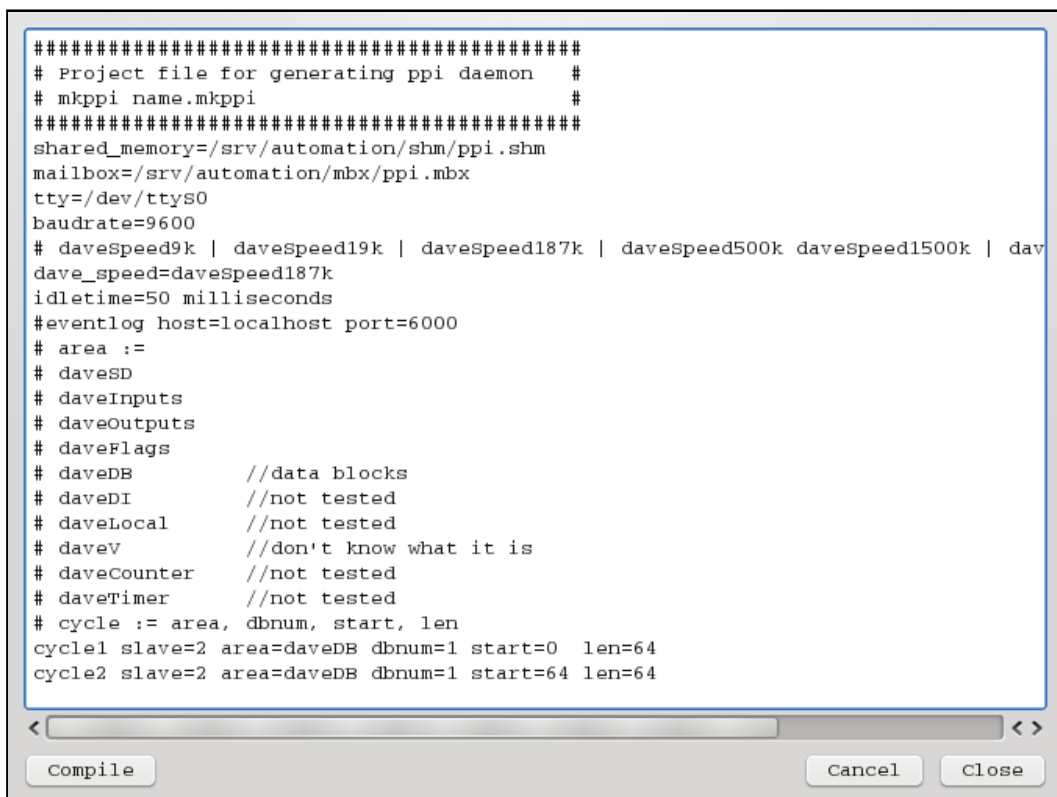 ############################################
# Project file for generating ppi daemon   #
# mkppi name.mkppi                         #
############################################
shared_memory=/srv/automation/shm/ppi.shm
mailbox=/srv/automation/mbx/ppi.mbx
tty=/dev/ttyS0
baudrate=9600
# daveSpeed9k | daveSpeed19k | daveSpeed187k | daveSpeed500k daveSpeed1500k | dav
dave_speed=daveSpeed187k
idletime=50 milliseconds
#eventlog host=localhost port=6000
# area :=
# daveSD
# daveInputs
# daveOutputs
# daveFlags
# daveDB         //data blocks
# daveDI         //not tested
# daveLocal      //not tested
# daveV          //don't know what it is
# daveCounter    //not tested
# daveTimer      //not tested
# cycle := area, dbnum, start, len
cycle1 slave=2 area=daveDB dbnum=1 start=0  len=64
cycle2 slave=2 area=daveDB dbnum=1 start=64 len=64
Compile Cancel Close